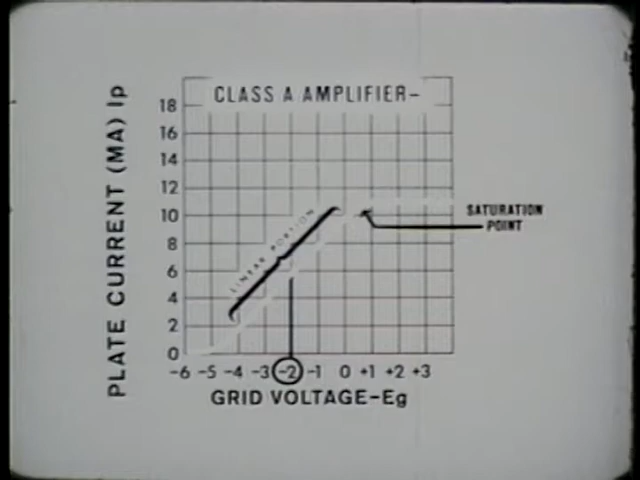 CLASS A AMPLIFIER-
PLATE CURRENT (MA) Ip
18
16
14
12
10
8
6
4
2
0
LINEAR PORTION
SATURATION
POINT
-6 -5 -4 -3 -2 -1 0 +1 +2 +3
GRID VOLTAGE-Eg